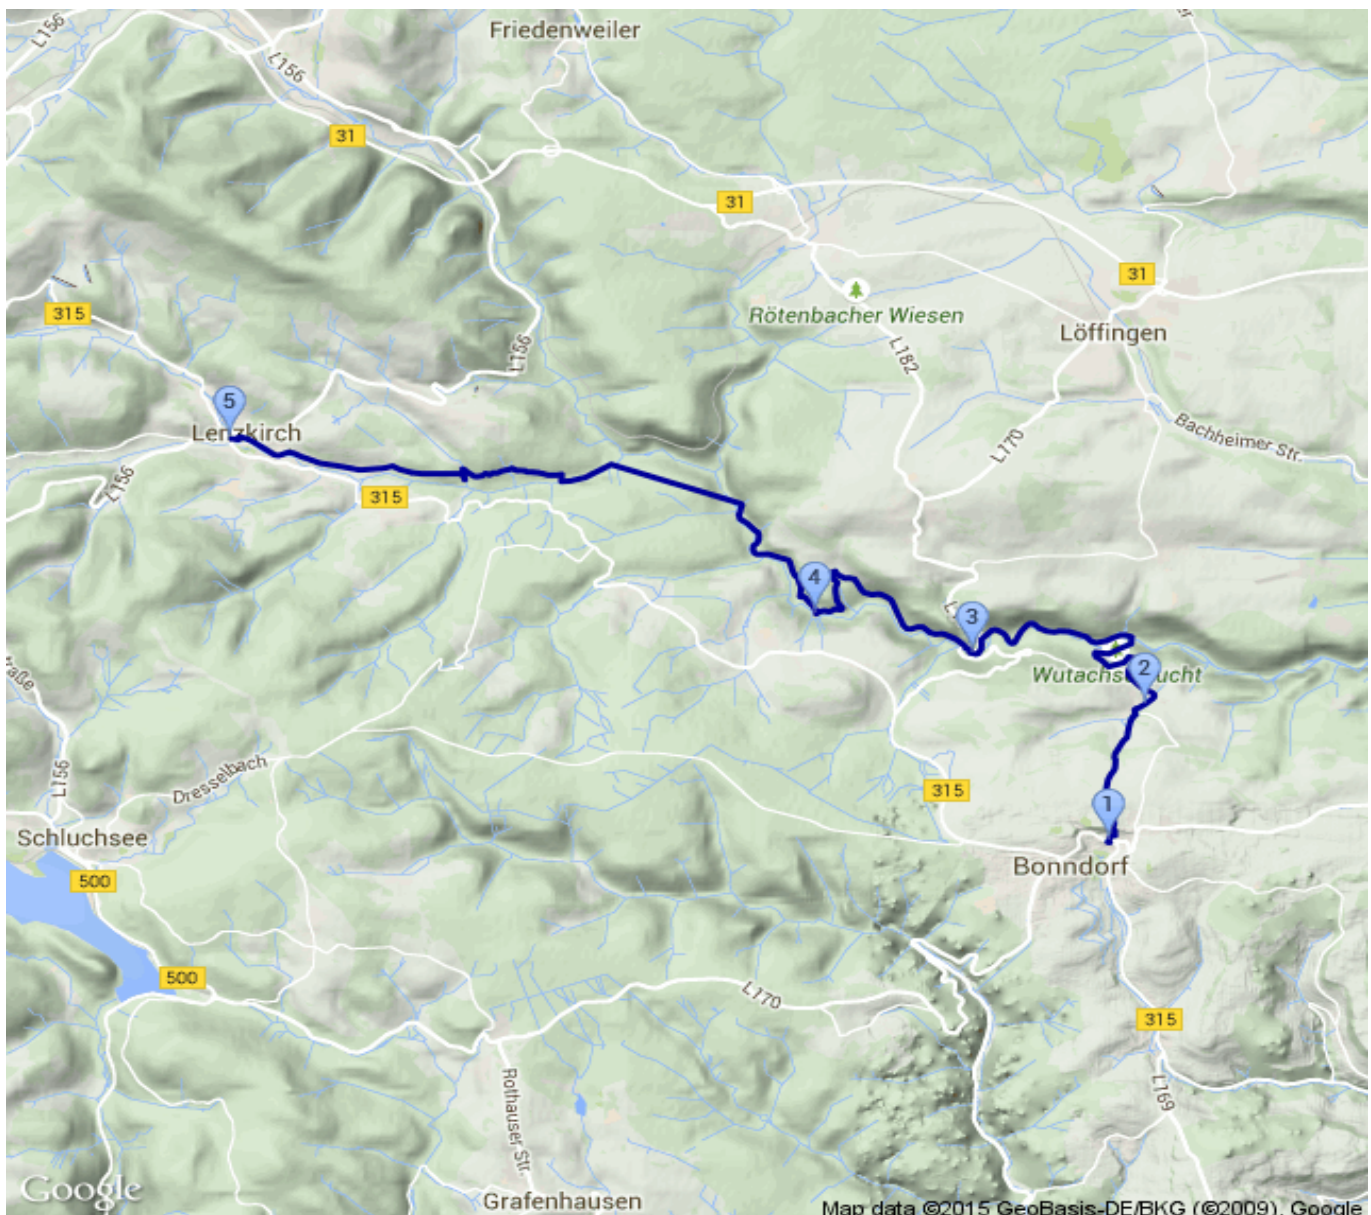 L156
L156
Friedenweiler
31
31
31
Rötenbacher Wiesen
Löffingen
315
L156
L182
5
Lenzkirch
L170
Bachheimer Str.
L156
315
4
3
2
Wutachschlucht
L156
Dresselbach
315
1
Schluchsee
Bonndorf
500
500
L170
315
Rothauser Str.
L169
Grafenhausen
Google
Map data ©2015 GeoBasis-DE/BKG (©2009), Google